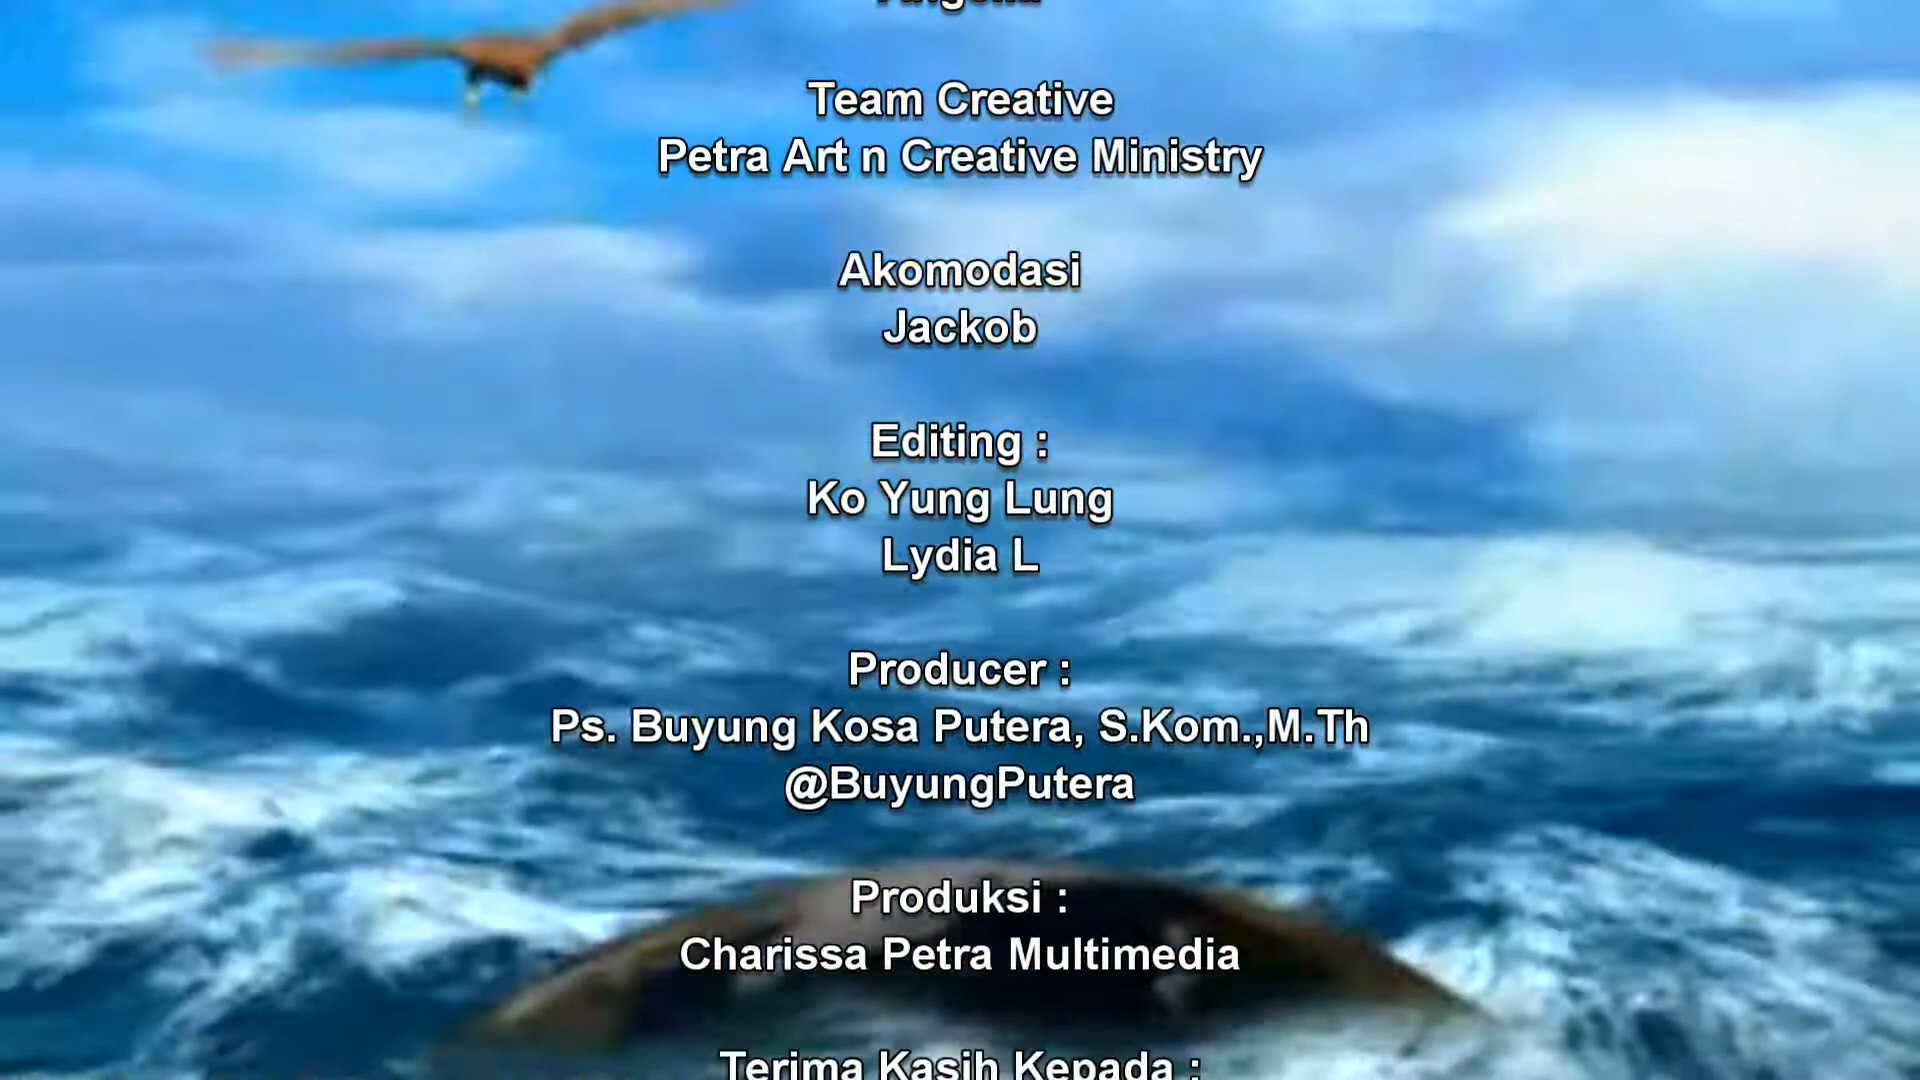 Team Creative
Petra Art n Creative Ministry
Akomodasi
Jackob
Editing :
Ko Yung Lung
Lydia L
Producer :
Ps. Buyung Kosa Putera, S.Kom.,M.Th
@BuyungPutera
Produksi :
Charissa Petra Multimedia
Terima Kasih Kepada :